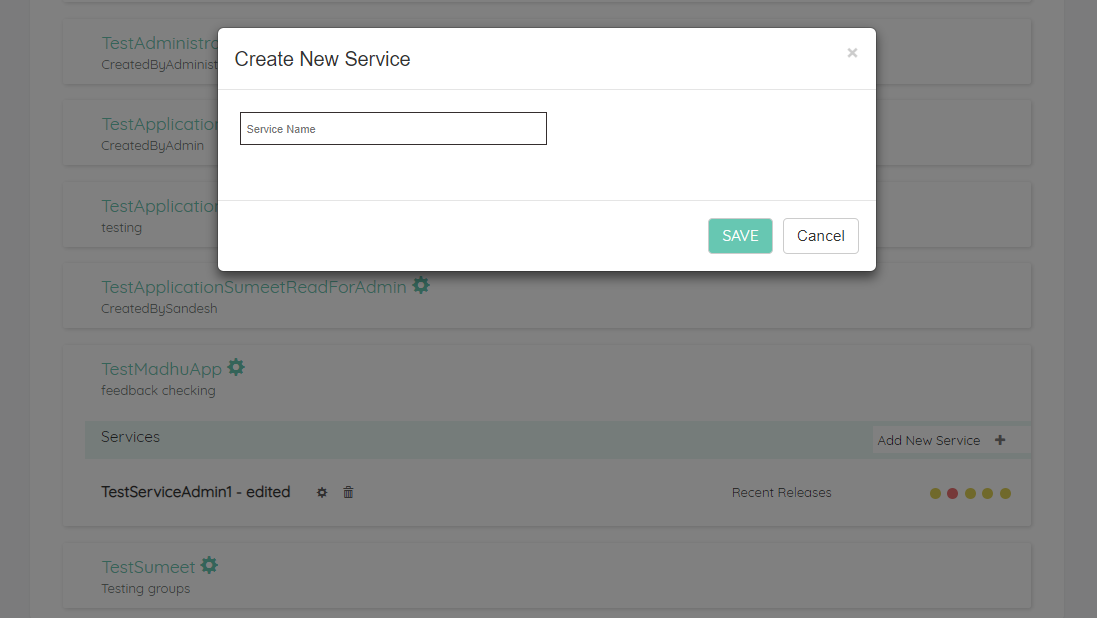 Create New Service
×
Service Name
SAVE
Cancel
TestAdministra
CreatedByAdminist
TestApplication
CreatedByAdmin
TestApplication
testing
TestApplicationSumeetReadForAdmin
CreatedBySandesh
TestMadhuApp
feedback checking
Services
Add New Service +
TestServiceAdmin1 - edited
Recent Releases
TestSumeet
Testing groups